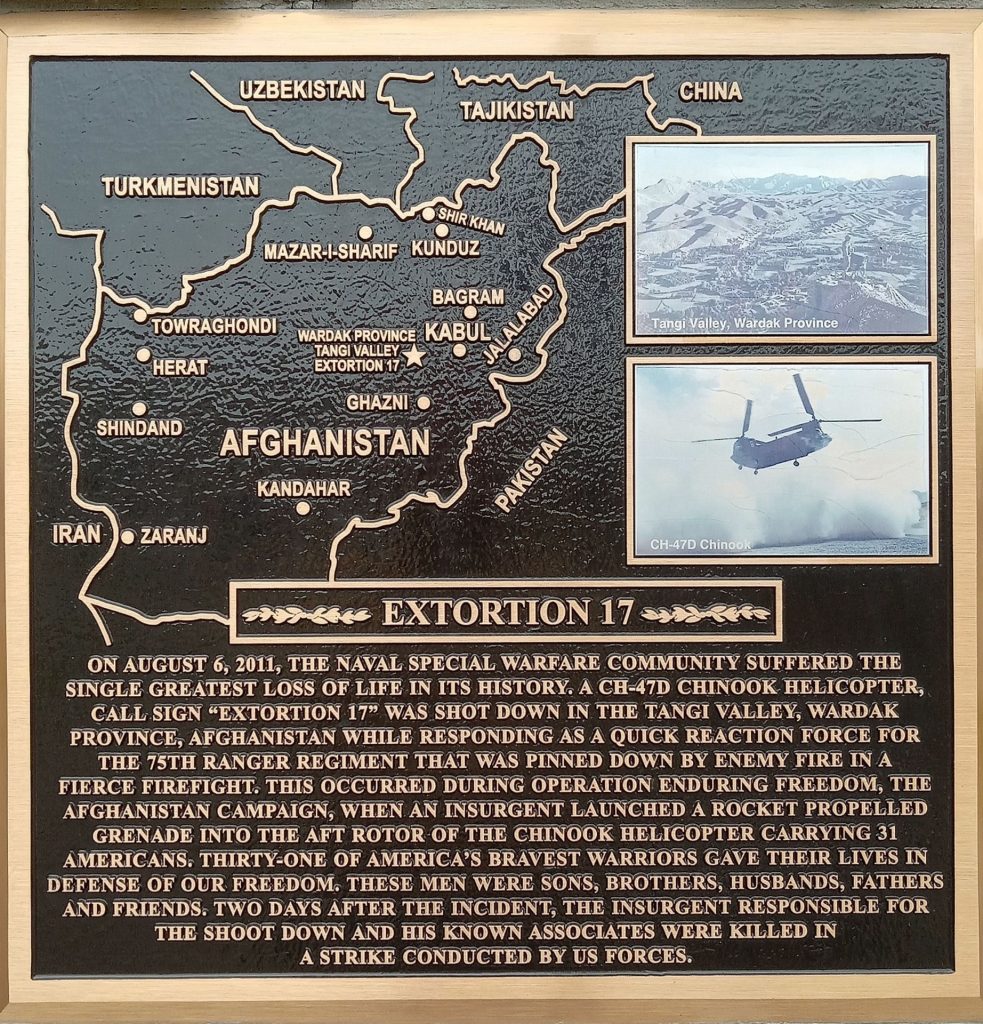 UZBEKISTAN
CHINA
TAJIKISTAN
TURKMENISTAN
SHIR KHAN
MAZAR-I-SHARIF
KUNDUZ
BAGRAM
TOWRAGHONDI
KABUL
JALALABAD
WARDAK PROVINCE
TANGI VALLEY
EXTORTION 17
HERAT
GHAZNI
SHINDAND
AFGHANISTAN
PAKISTAN
KANDAHAR
IRAN
ZARANJ
Tangi Valley, Wardak Province
CH-47D Chinook
EXTORTION 17
ON AUGUST 6, 2011, THE NAVAL SPECIAL WARFARE COMMUNITY SUFFERED THE
SINGLE GREATEST LOSS OF LIFE IN ITS HISTORY. A CH-47D CHINOOK HELICOPTER,
CALL SIGN “EXTORTION 17” WAS SHOT DOWN IN THE TANGI VALLEY, WARDAK
PROVINCE, AFGHANISTAN WHILE RESPONDING AS A QUICK REACTION FORCE FOR
THE 75TH RANGER REGIMENT THAT WAS PINNED DOWN BY ENEMY FIRE IN A
FIERCE FIREFIGHT. THIS OCCURRED DURING OPERATION ENDURING FREEDOM, THE
AFGHANISTAN CAMPAIGN, WHEN AN INSURGENT LAUNCHED A ROCKET PROPELLED
GRENADE INTO THE AFT ROTOR OF THE CHINOOK HELICOPTER CARRYING 31
AMERICANS. THIRTY-ONE OF AMERICA’S BRAVEST WARRIORS GAVE THEIR LIVES IN
DEFENSE OF OUR FREEDOM. THESE MEN WERE SONS, BROTHERS, HUSBANDS, FATHERS
AND FRIENDS. TWO DAYS AFTER THE INCIDENT, THE INSURGENT RESPONSIBLE FOR
THE SHOOT DOWN AND HIS KNOWN ASSOCIATES WERE KILLED IN
A STRIKE CONDUCTED BY US FORCES.